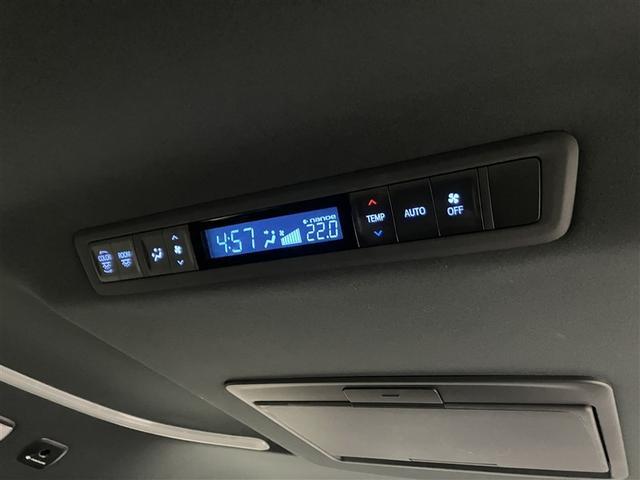 COLOR
ROOM
4:57
nanoe
22.0
TEMP
AUTO
OFF